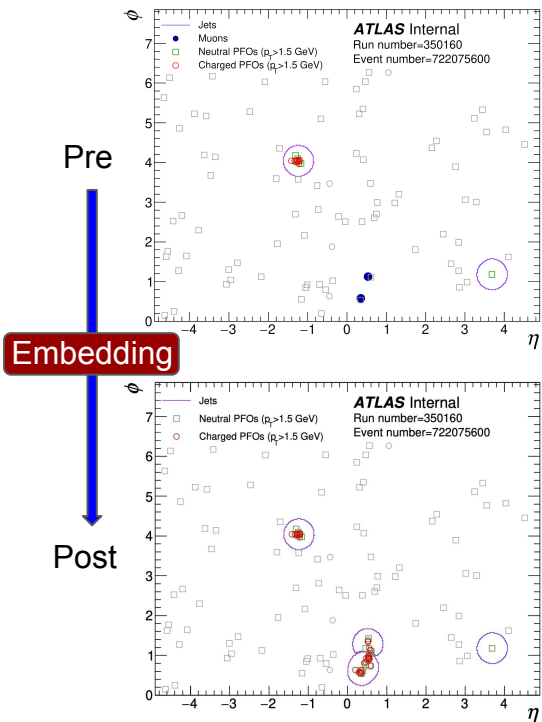 Jets
Muons
Neutral PFOs (p_T>1.5 GeV)
Charged PFOs (p_T>1.5 GeV)
ATLAS Internal
Run number=350160
Event number=722075600
ϕ
7
6
5
4
3
2
1
0
−4 −3 −2 −1 0 1 2 3 4
η
Pre
Embedding
Post
Jets
Neutral PFOs (p_T>1.5 GeV)
Charged PFOs (p_T>1.5 GeV)
ATLAS Internal
Run number=350160
Event number=722075600
ϕ
7
6
5
4
3
2
1
0
−4 −3 −2 −1 0 1 2 3 4
η